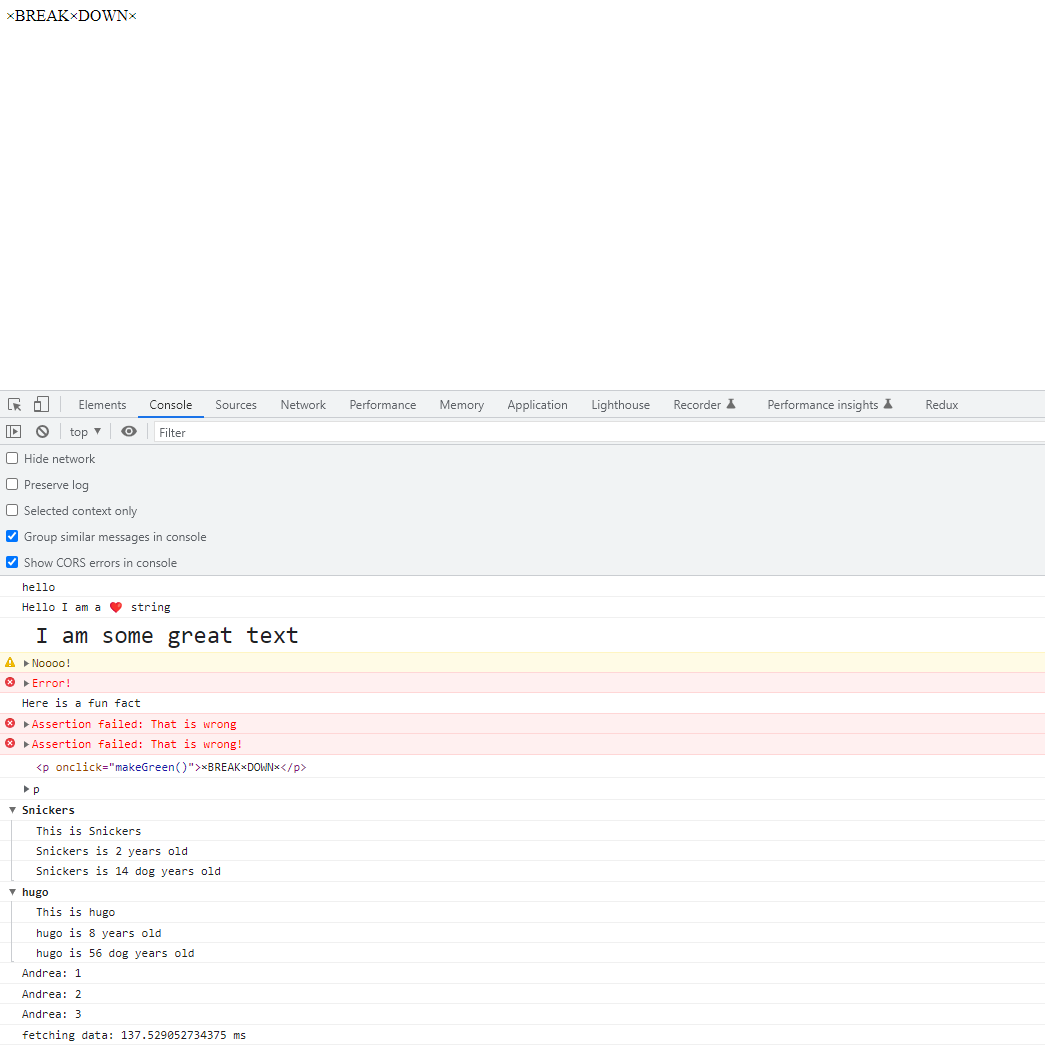 ×BREAK×DOWN×
Elements Console Sources Network Performance Memory Application Lighthouse Recorder Performance insights Redux
top Filter
Hide network
Preserve log
Selected context only
Group similar messages in console
Show CORS errors in console
hello
Hello I am a ❤️ string
I am some great text
Noooo!
Error!
Here is a fun fact
Assertion failed: That is wrong
Assertion failed: That is wrong!
<p onclick="makeGreen()">×BREAK×DOWN×</p>
p
Snickers
This is Snickers
Snickers is 2 years old
Snickers is 14 dog years old
hugo
This is hugo
hugo is 8 years old
hugo is 56 dog years old
Andrea: 1
Andrea: 2
Andrea: 3
fetching data: 137.529052734375 ms